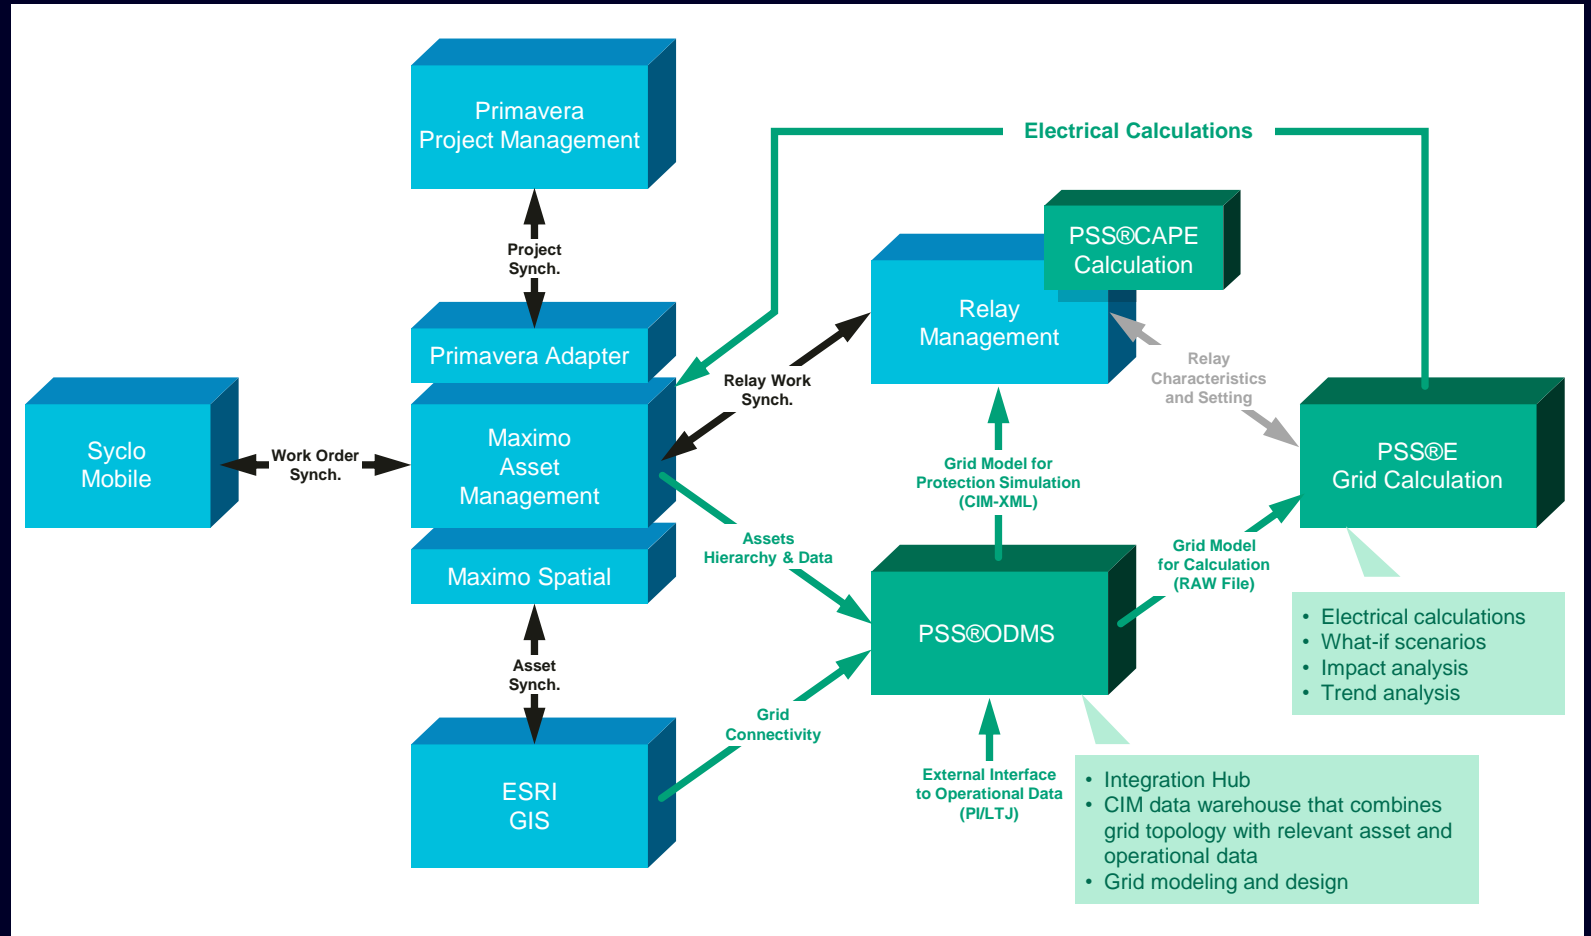 Primavera
Project Management
Electrical Calculations
PSS®CAPE
Calculation
Project
Synch.
Relay
Management
Primavera Adapter
Relay
Characteristics
and Setting
Relay Work
Synch.
Syclo
Mobile
Work Order
Synch.
Maximo
Asset
Management
PSS®E
Grid Calculation
Grid Model for
Protection Simulation
(CIM-XML)
Assets
Hierarchy & Data
Grid Model
for Calculation
(RAW File)
Maximo Spatial
PSS®ODMS
• Electrical calculations
• What-if scenarios
• Impact analysis
• Trend analysis
Asset
Synch.
Grid
Connectivity
External Interface
to Operational Data
(PI/LTJ)
ESRI
GIS
• Integration Hub
• CIM data warehouse that combines
grid topology with relevant asset and
operational data
• Grid modeling and design